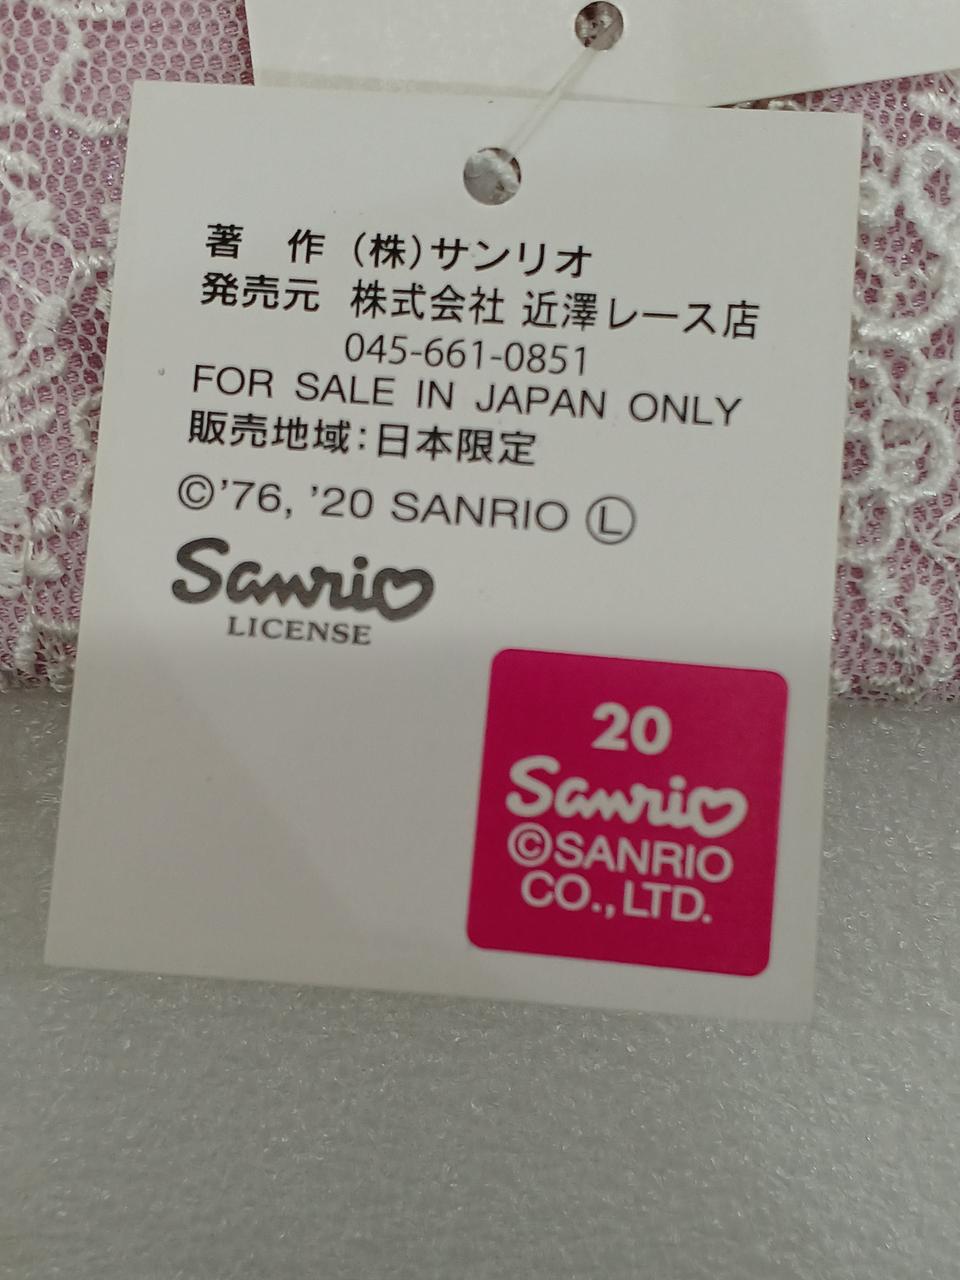 著　作 (株)サンリオ
発売元 株式会社 近澤レース店
045-661-0851
FOR SALE IN JAPAN ONLY
販売地域:日本限定
©'76, '20 SANRIO Ⓛ
Sanrio
LICENSE
20
Sanrio
©SANRIO
CO.,LTD.